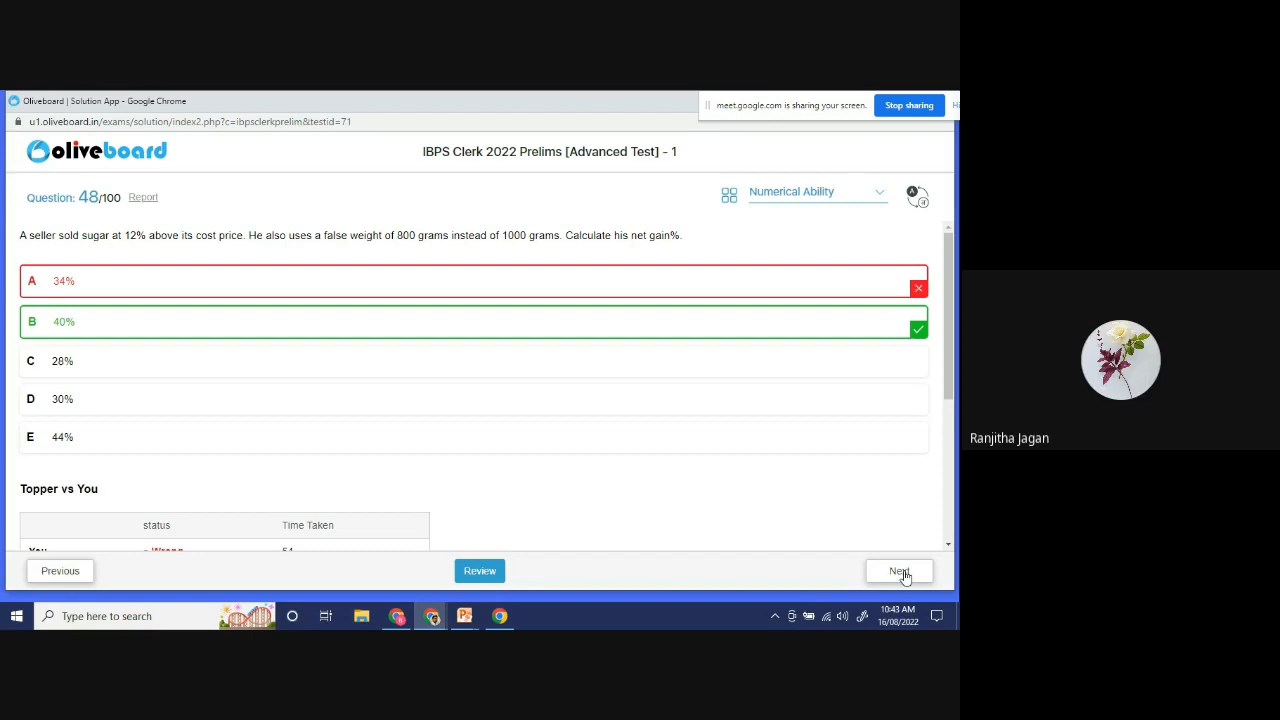 Oliveboard | Solution App - Google Chrome
meet.google.com is sharing your screen.
Stop sharing
Hi
u1.oliveboard.in/exams/solution/index2.php?c=ibpsclerkprelim&testid=71
oliveboard
IBPS Clerk 2022 Prelims [Advanced Test] - 1
Question: 48/100 Report
Numerical Ability
A seller sold sugar at 12% above its cost price. He also uses a false weight of 800 grams instead of 1000 grams. Calculate his net gain%.
A 34%
B 40%
C 28%
D 30%
E 44%
Topper vs You
status Time Taken
You Wrong 54
Previous
Review
Next
Ranjitha Jagan
Type here to search
10:43 AM
16/08/2022